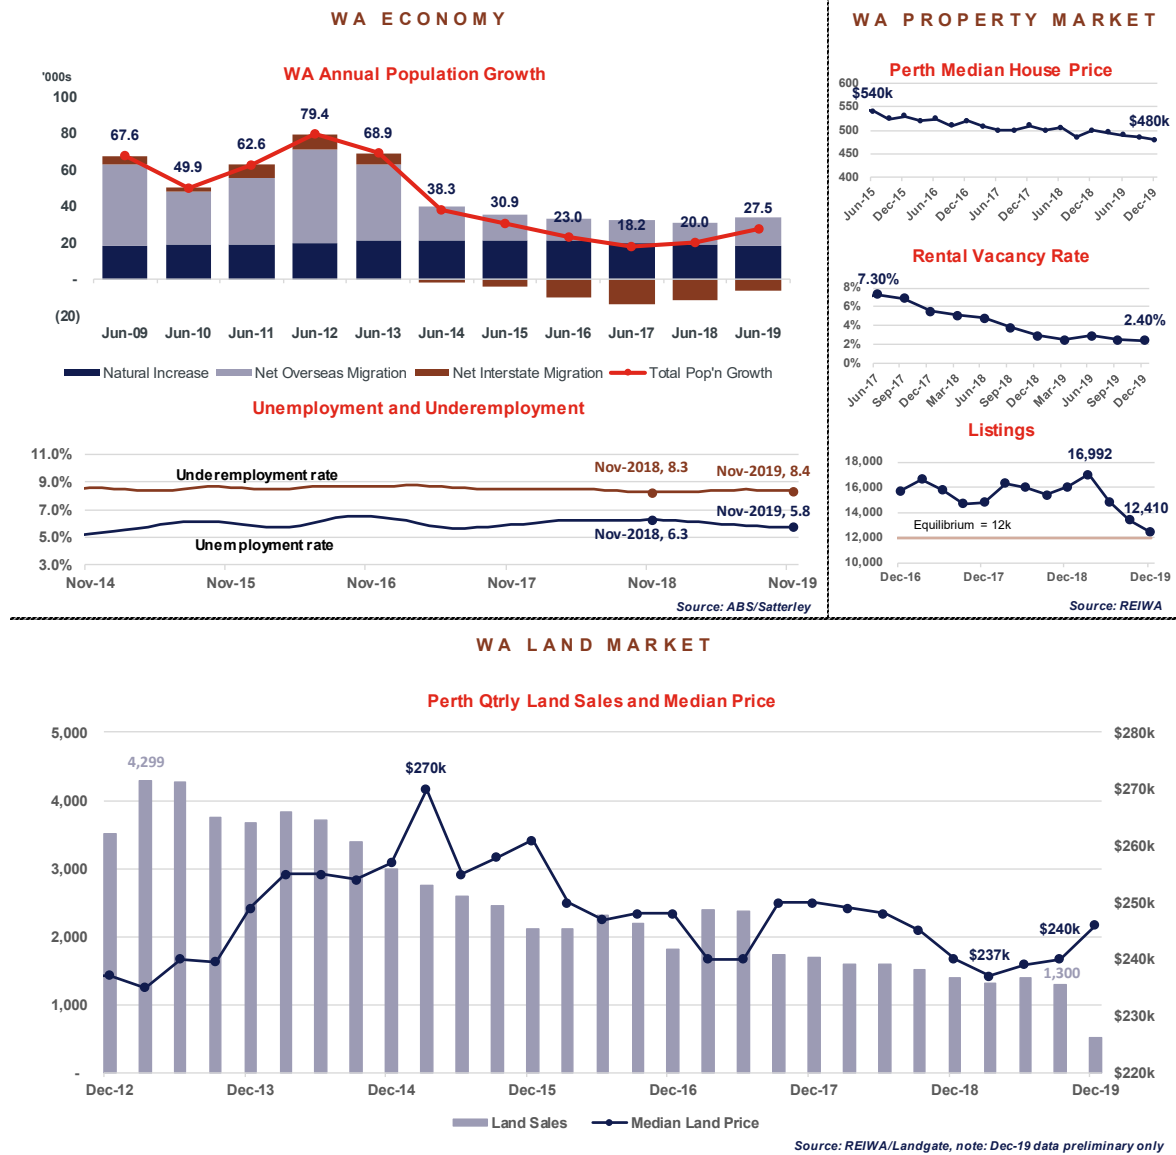 WA ECONOMY
WA Annual Population Growth
'000s
100
80
60
40
20
-
(20)
67.6
49.9
62.6
79.4
68.9
38.3
30.9
23.0
18.2
20.0
27.5
Jun-09 Jun-10 Jun-11 Jun-12 Jun-13 Jun-14 Jun-15 Jun-16 Jun-17 Jun-18 Jun-19
Natural Increase Net Overseas Migration Net Interstate Migration Total Pop'n Growth
Unemployment and Underemployment
11.0%
9.0%
7.0%
5.0%
3.0%
Underemployment rate
Nov-2018, 8.3
Nov-2019, 8.4
Nov-2019, 5.8
Nov-2018, 6.3
Unemployment rate
Nov-14 Nov-15 Nov-16 Nov-17 Nov-18 Nov-19
Source: ABS/Satterley
WA PROPERTY MARKET
Perth Median House Price
600
550
500
450
400
$540k
$480k
Jun-15 Dec-15 Jun-16 Dec-16 Jun-17 Dec-17 Jun-18 Dec-18 Jun-19 Dec-19
Rental Vacancy Rate
8%
6%
4%
2%
0%
7.30%
2.40%
Jun-17 Sep-17 Dec-17 Mar-18 Jun-18 Sep-18 Dec-18 Mar-19 Jun-19 Sep-19 Dec-19
Listings
18,000
16,000
14,000
12,000
10,000
16,992
12,410
Equilibrium = 12k
Dec-16 Dec-17 Dec-18 Dec-19
Source: REIWA
WA LAND MARKET
Perth Qtrly Land Sales and Median Price
5,000
4,000
3,000
2,000
1,000
-
4,299
$270k
$237k
$240k
1,300
$280k
$270k
$260k
$250k
$240k
$230k
$220k
Dec-12 Dec-13 Dec-14 Dec-15 Dec-16 Dec-17 Dec-18 Dec-19
Land Sales Median Land Price
Source: REIWA/Landgate, note: Dec-19 data preliminary only